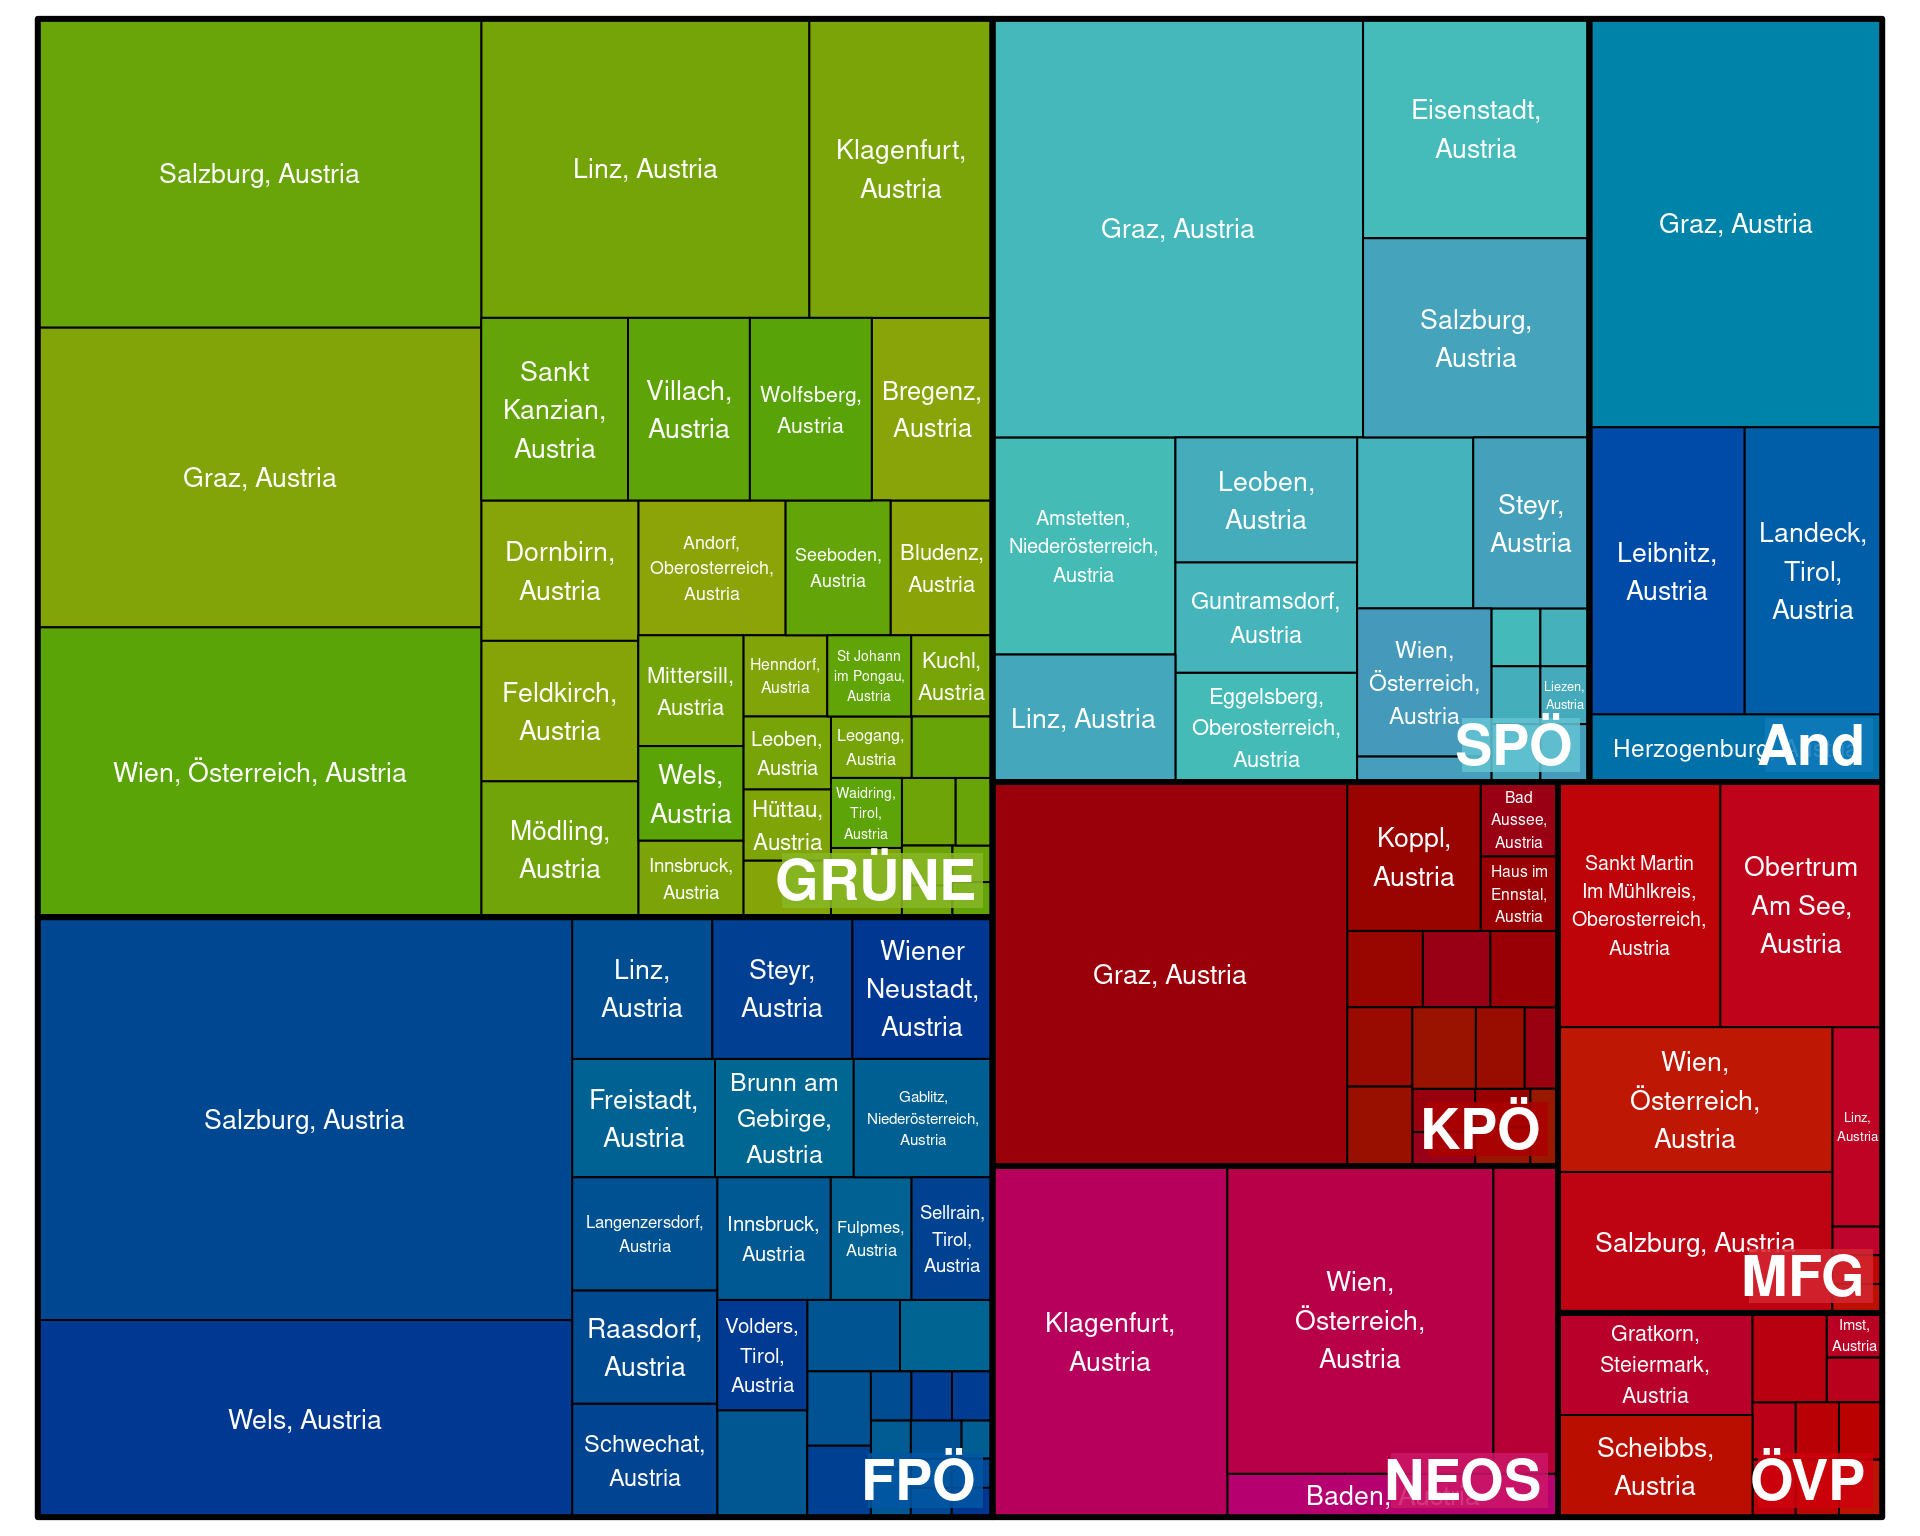 Salzburg, Austria
Linz, Austria
Klagenfurt,
Austria
Graz, Austria
Sankt
Kanzian,
Austria
Villach,
Austria
Wolfsberg,
Austria
Bregenz,
Austria
Wien, Österreich, Austria
Dornbirn,
Austria
Andorf,
Oberosterreich,
Austria
Seeboden,
Austria
Bludenz,
Austria
Feldkirch,
Austria
Mittersill,
Austria
Henndorf,
Austria
St Johann
im Pongau,
Austria
Kuchl,
Austria
Leoben,
Austria
Leogang,
Austria
Wels,
Austria
Hüttau,
Austria
Waidring,
Tirol,
Austria
Mödling,
Austria
Innsbruck,
Austria
GRÜNE
Graz, Austria
Eisenstadt,
Austria
Salzburg,
Austria
Amstetten,
Niederösterreich,
Austria
Leoben,
Austria
Steyr,
Austria
Guntramsdorf,
Austria
Linz, Austria
Eggelsberg,
Oberosterreich,
Austria
Wien,
Österreich,
Austria
Liezen,
Austria
SPÖ
Graz, Austria
Leibnitz,
Austria
Landeck,
Tirol,
Austria
Herzogenburg
And
Salzburg, Austria
Wels, Austria
Linz,
Austria
Steyr,
Austria
Wiener
Neustadt,
Austria
Freistadt,
Austria
Brunn am
Gebirge,
Austria
Gablitz,
Niederösterreich,
Austria
Langenzersdorf,
Austria
Innsbruck,
Austria
Fulpmes,
Austria
Sellrain,
Tirol,
Austria
Raasdorf,
Austria
Volders,
Tirol,
Austria
Schwechat,
Austria
FPÖ
Graz, Austria
Koppl,
Austria
Bad
Aussee,
Austria
Haus im
Ennstal,
Austria
KPÖ
Klagenfurt,
Austria
Wien,
Österreich,
Austria
Baden, Austria
NEOS
Sankt Martin
Im Mühlkreis,
Oberosterreich,
Austria
Obertrum
Am See,
Austria
Wien,
Österreich,
Austria
Linz,
Austria
Salzburg, Austria
MFG
Gratkorn,
Steiermark,
Austria
Imst,
Austria
Scheibbs,
Austria
ÖVP